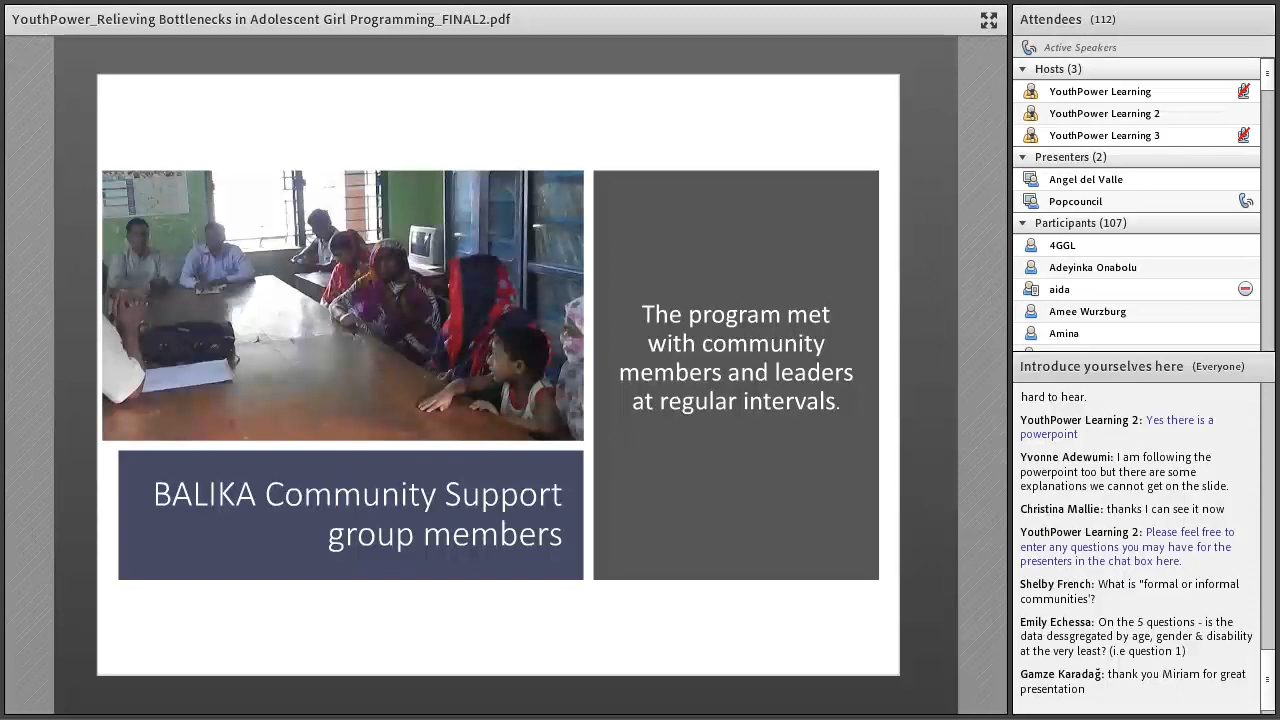 YouthPower_Relieving Bottlenecks in Adolescent Girl Programming_FINAL2.pdf
The program met
with community
members and leaders
at regular intervals.
BALIKA Community Support
group members
Attendees (112)
Active Speakers
Hosts (3)
YouthPower Learning
YouthPower Learning 2
YouthPower Learning 3
Presenters (2)
Angel del Valle
Popcouncil
Participants (107)
4GGL
Adeyinka Onabolu
aida
Amee Wurzburg
Amina
Introduce yourselves here (Everyone)
hard to hear.
YouthPower Learning 2: Yes there is a
powerpoint
Yvonne Adewumi: I am following the
powerpoint too but there are some
explanations we cannot get on the slide.
Christina Mallie: thanks I can see it now
YouthPower Learning 2: Please feel free to
enter any questions you may have for the
presenters in the chat box here.
Shelby French: What is "formal or informal
communities'?
Emily Echessa: On the 5 questions - is the
data dessgregated by age, gender & disability
at the very least? (i.e question 1)
Gamze Karadağ: thank you Miriam for great
presentation